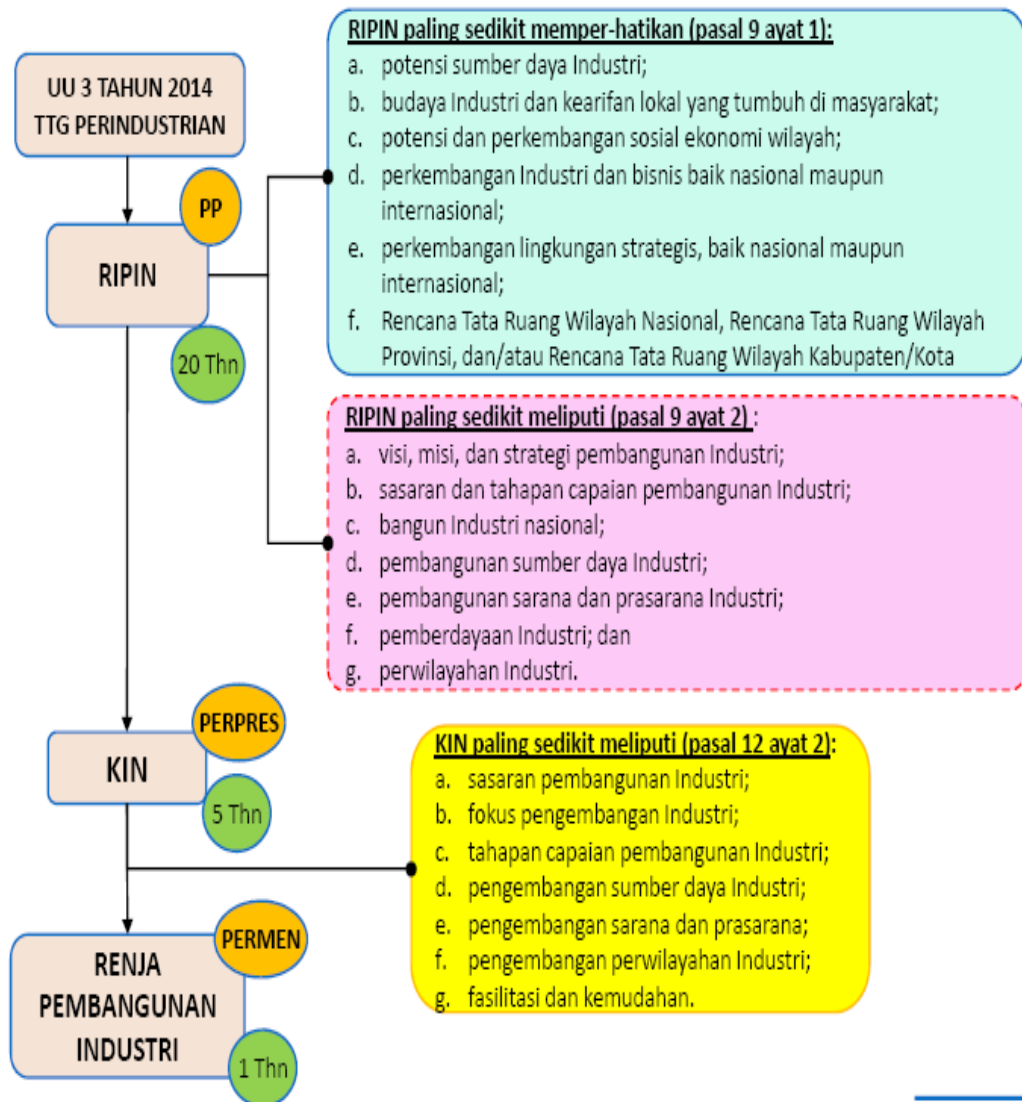 UU 3 TAHUN 2014
TTG PERINDUSTRIAN
PP
RIPIN
20 Thn
RIPIN paling sedikit memper-hatikan (pasal 9 ayat 1):
a. potensi sumber daya Industri;
b. budaya Industri dan kearifan lokal yang tumbuh di masyarakat;
c. potensi dan perkembangan sosial ekonomi wilayah;
d. perkembangan Industri dan bisnis baik nasional maupun
internasional;
e. perkembangan lingkungan strategis, baik nasional maupun
internasional;
f. Rencana Tata Ruang Wilayah Nasional, Rencana Tata Ruang Wilayah
Provinsi, dan/atau Rencana Tata Ruang Wilayah Kabupaten/Kota
RIPIN paling sedikit meliputi (pasal 9 ayat 2) :
a. visi, misi, dan strategi pembangunan Industri;
b. sasaran dan tahapan capaian pembangunan Industri;
c. bangun Industri nasional;
d. pembangunan sumber daya Industri;
e. pembangunan sarana dan prasarana Industri;
f. pemberdayaan Industri; dan
g. perwilayahan Industri.
PERPRES
KIN
5 Thn
KIN paling sedikit meliputi (pasal 12 ayat 2):
a. sasaran pembangunan Industri;
b. fokus pengembangan Industri;
c. tahapan capaian pembangunan Industri;
d. pengembangan sumber daya Industri;
e. pengembangan sarana dan prasarana;
f. pengembangan perwilayahan Industri;
g. fasilitasi dan kemudahan.
PERMEN
RENJA
PEMBANGUNAN
INDUSTRI
1 Thn